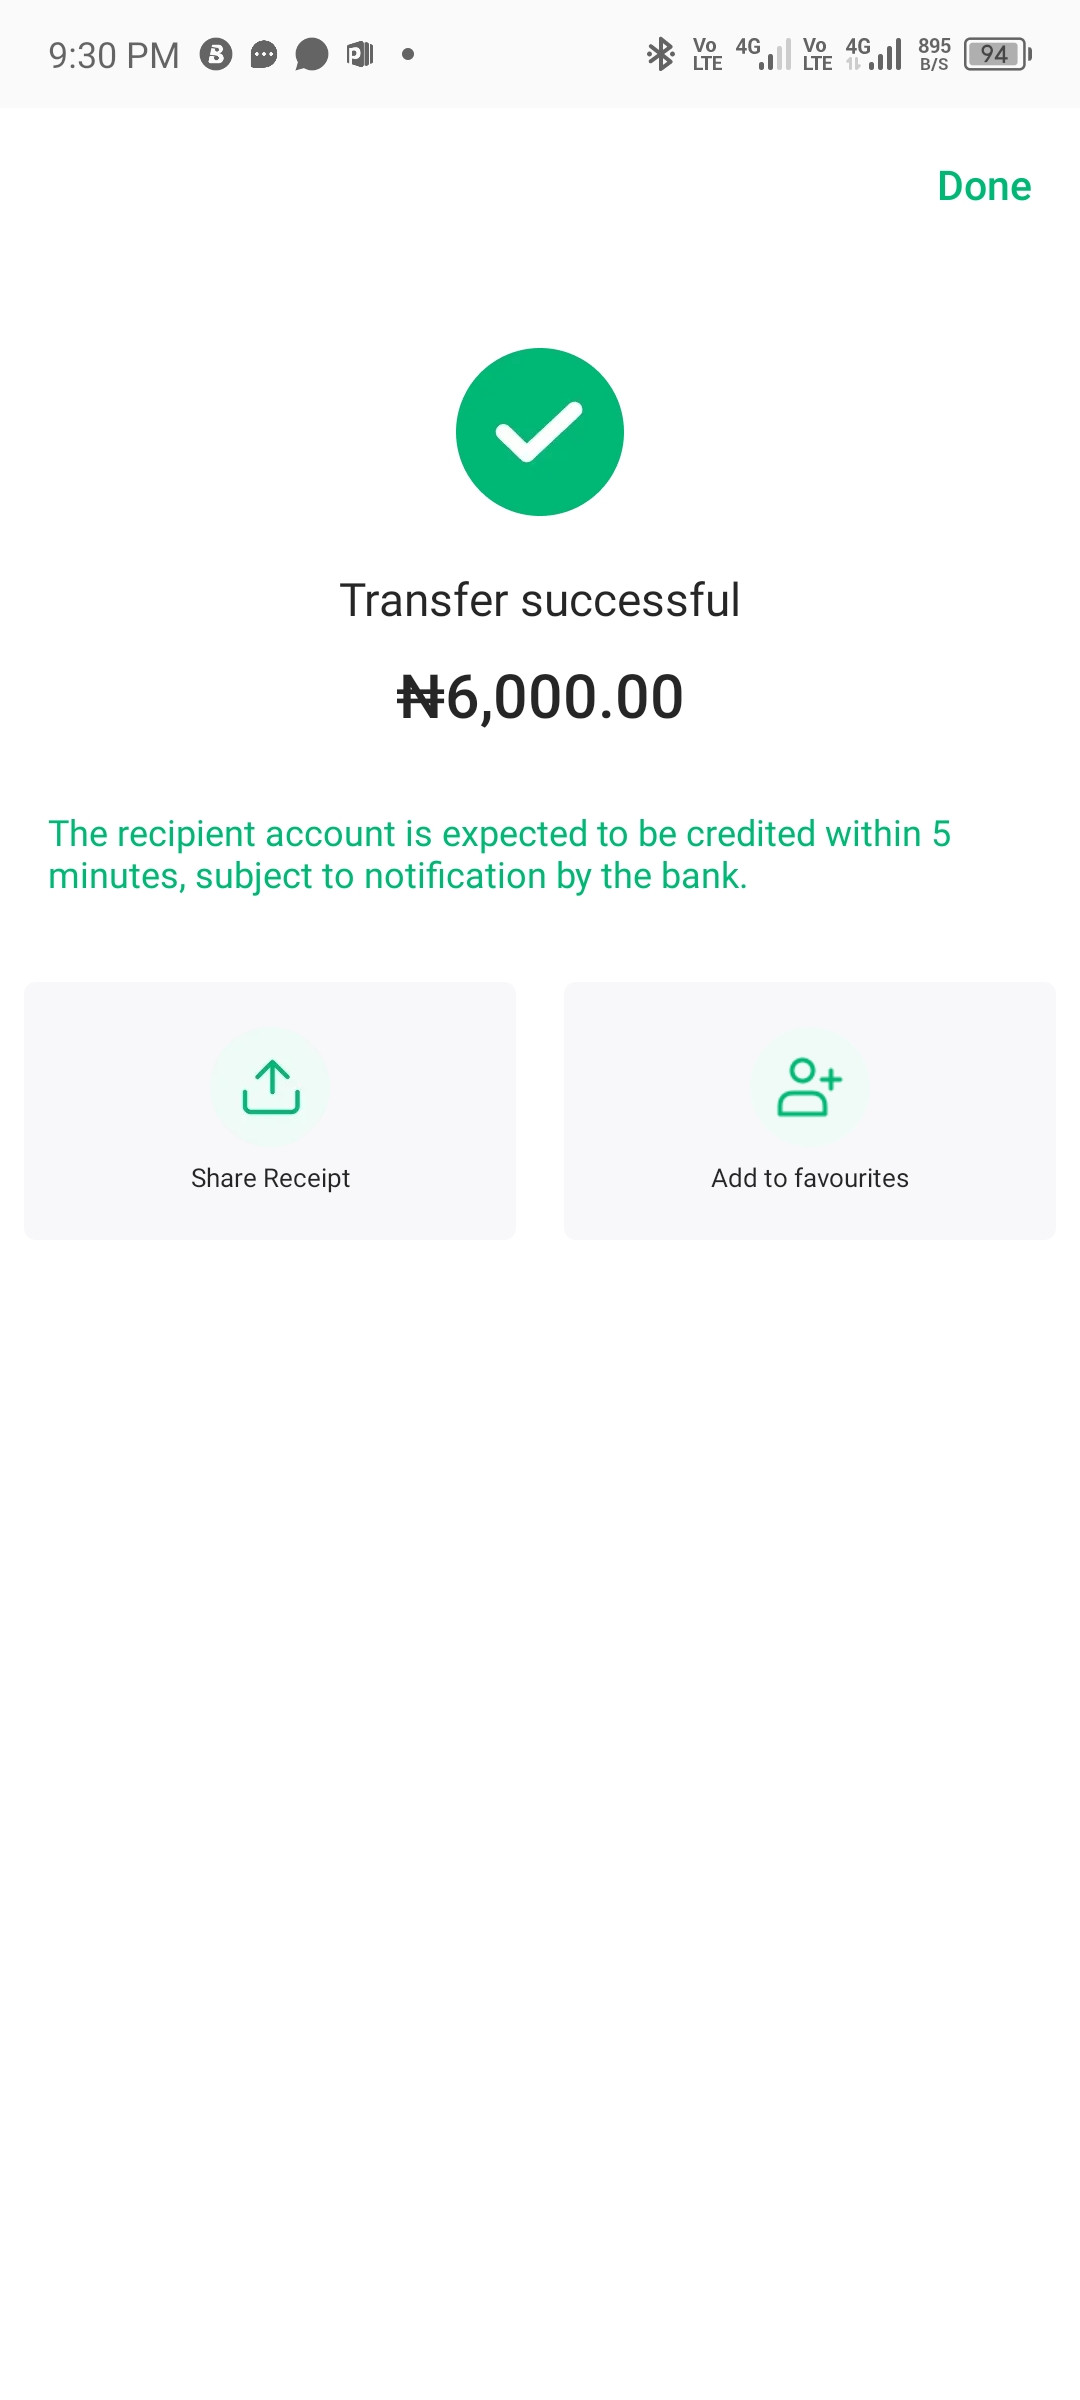 9:30 PM
Vo LTE 4G Vo LTE 4G 895 B/S 94
Done
Transfer successful
₦6,000.00
The recipient account is expected to be credited within 5
minutes, subject to notification by the bank.
Share Receipt
Add to favourites